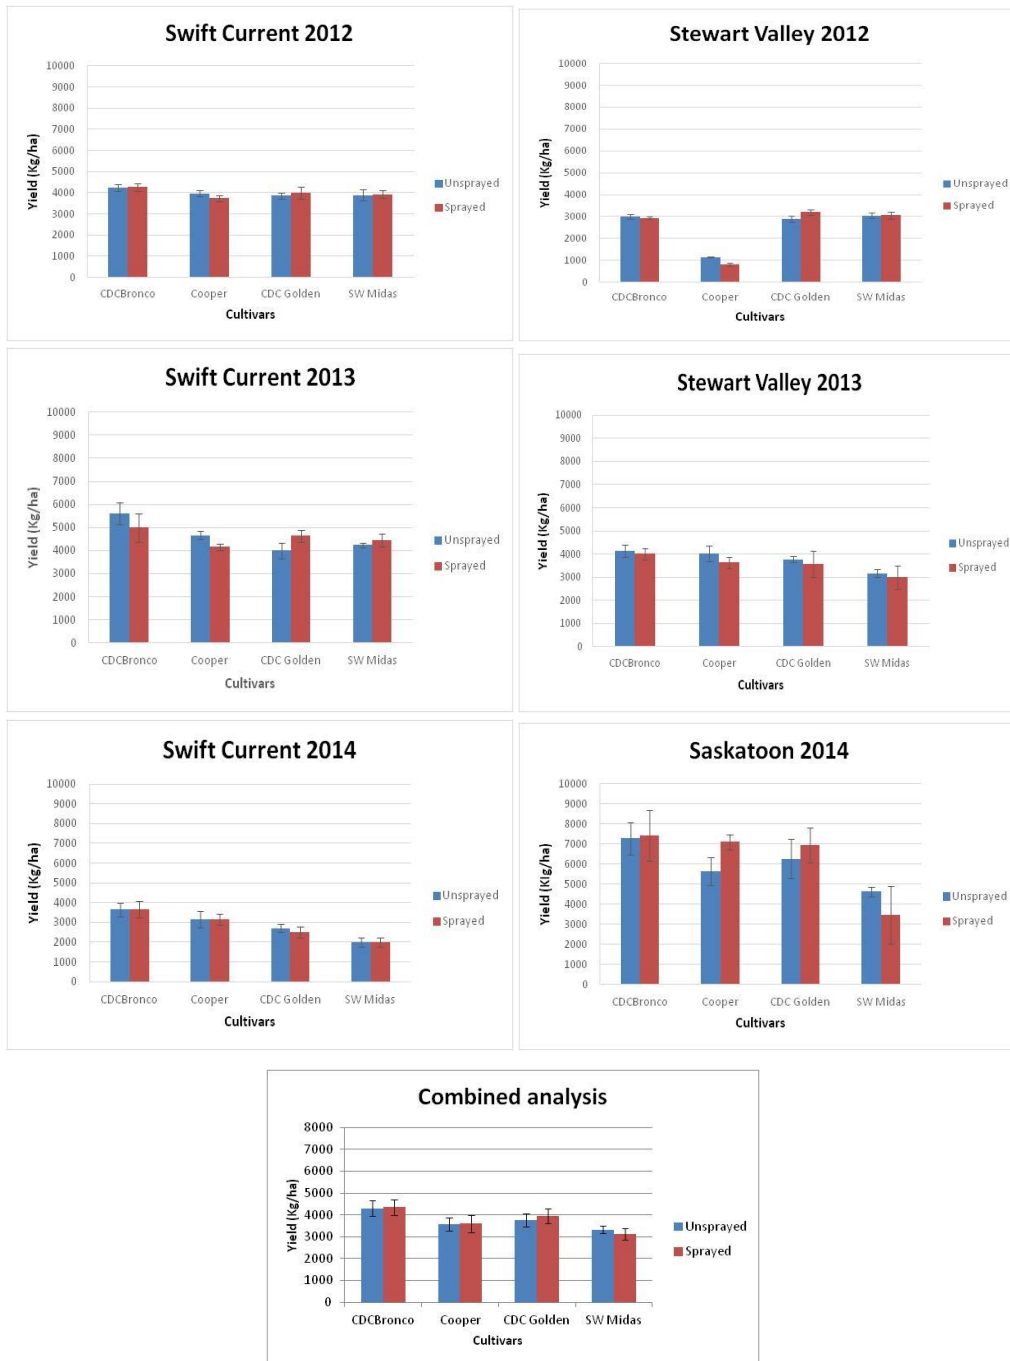 Swift Current 2012
10000
9000
8000
7000
6000
5000
4000
3000
2000
1000
0
Yield (Kg/ha)
CDCBronco Cooper CDC Golden SW Midas
Cultivars
Unsprayed
Sprayed
Stewart Valley 2012
10000
9000
8000
7000
6000
5000
4000
3000
2000
1000
0
Yield (Kg/ha)
CDCBronco Cooper CDC Golden SW Midas
Cultivars
Unsprayed
Sprayed
Swift Current 2013
10000
9000
8000
7000
6000
5000
4000
3000
2000
1000
0
Yield (Kg/ha)
CDCBronco Cooper CDC Golden SW Midas
Cultivars
Unsprayed
Sprayed
Stewart Valley 2013
10000
9000
8000
7000
6000
5000
4000
3000
2000
1000
0
Yield (Kg/ha)
CDCBronco Cooper CDC Golden SW Midas
Cultivars
Unsprayed
Sprayed
Swift Current 2014
10000
9000
8000
7000
6000
5000
4000
3000
2000
1000
0
Yield (Kg/ha)
CDCBronco Cooper CDC Golden SW Midas
Cultivars
Unsprayed
Sprayed
Saskatoon 2014
10000
9000
8000
7000
6000
5000
4000
3000
2000
1000
0
Yield (KIg/ha)
CDCBronco Cooper CDC Golden SW Midas
Cultivars
Unsprayed
Sprayed
Combined analysis
8000
7000
6000
5000
4000
3000
2000
1000
0
Yield (Kg/ha)
CDCBronco Cooper CDC Golden SW Midas
Cultivars
Unsprayed
Sprayed